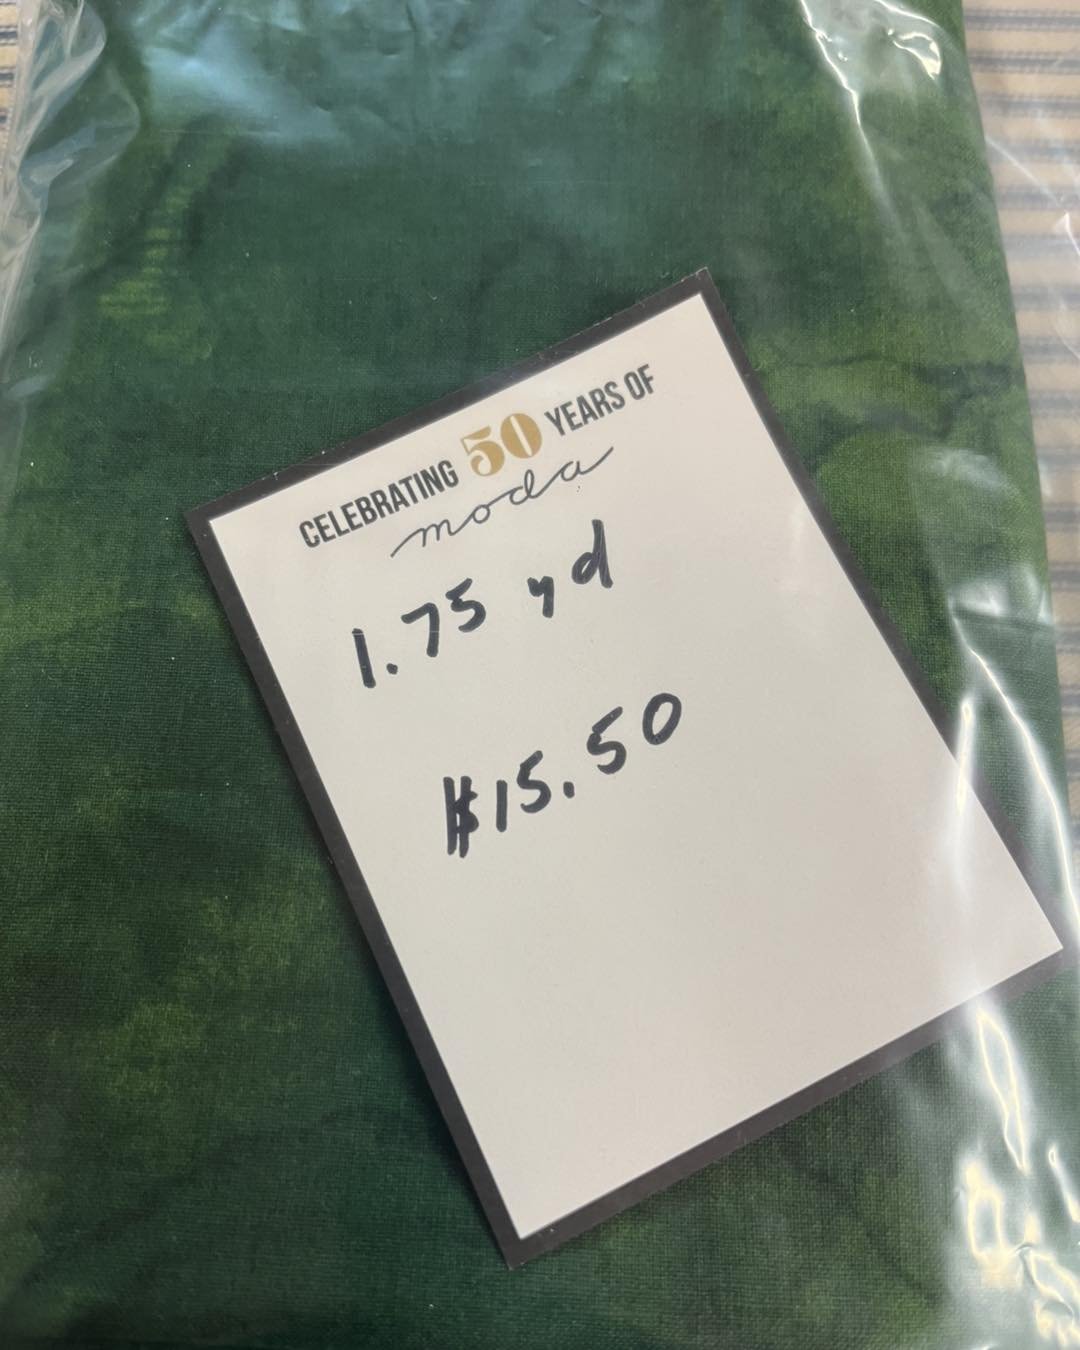 CELEBRATING 50 YEARS OF
moda
1.75 yd
$15.50